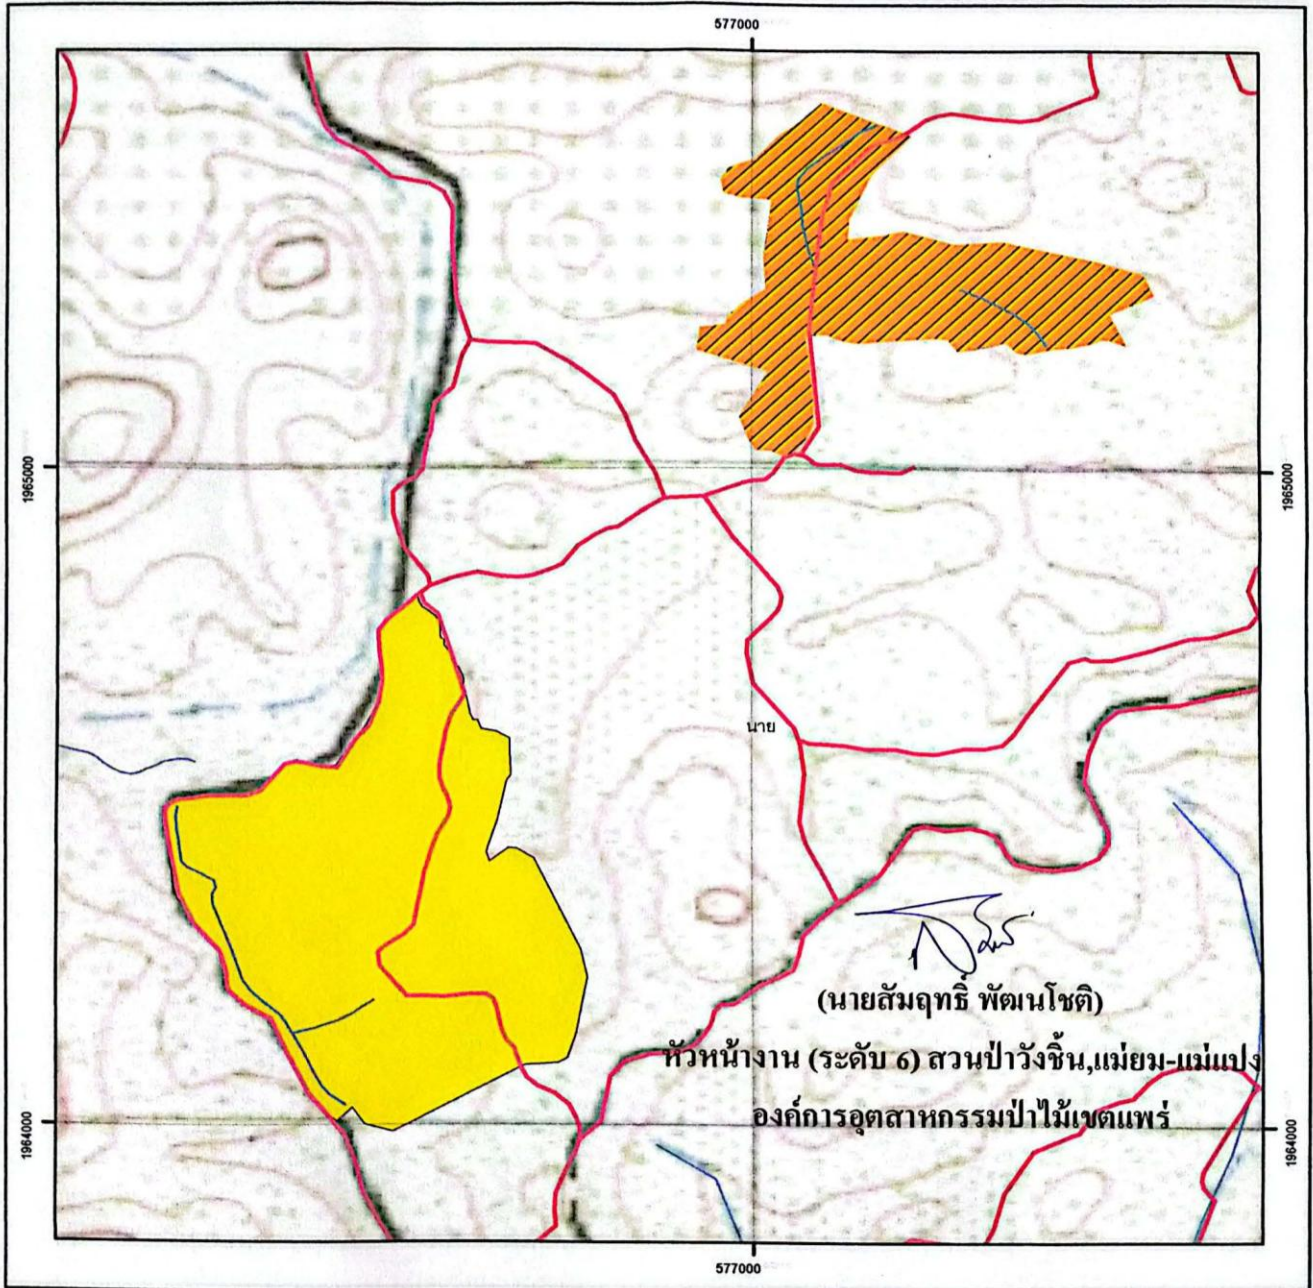 577000
1965000
1965000
นาย
(นายสัมฤทธิ์ พัฒนโชติ)
หัวหน้างาน (ระดับ 6) สวนป่าวังชิ้น,แม่ยม-แม่แปง
องค์การอุตสาหกรรมป่าไม้เขตแพร่
1964000
1964000
577000